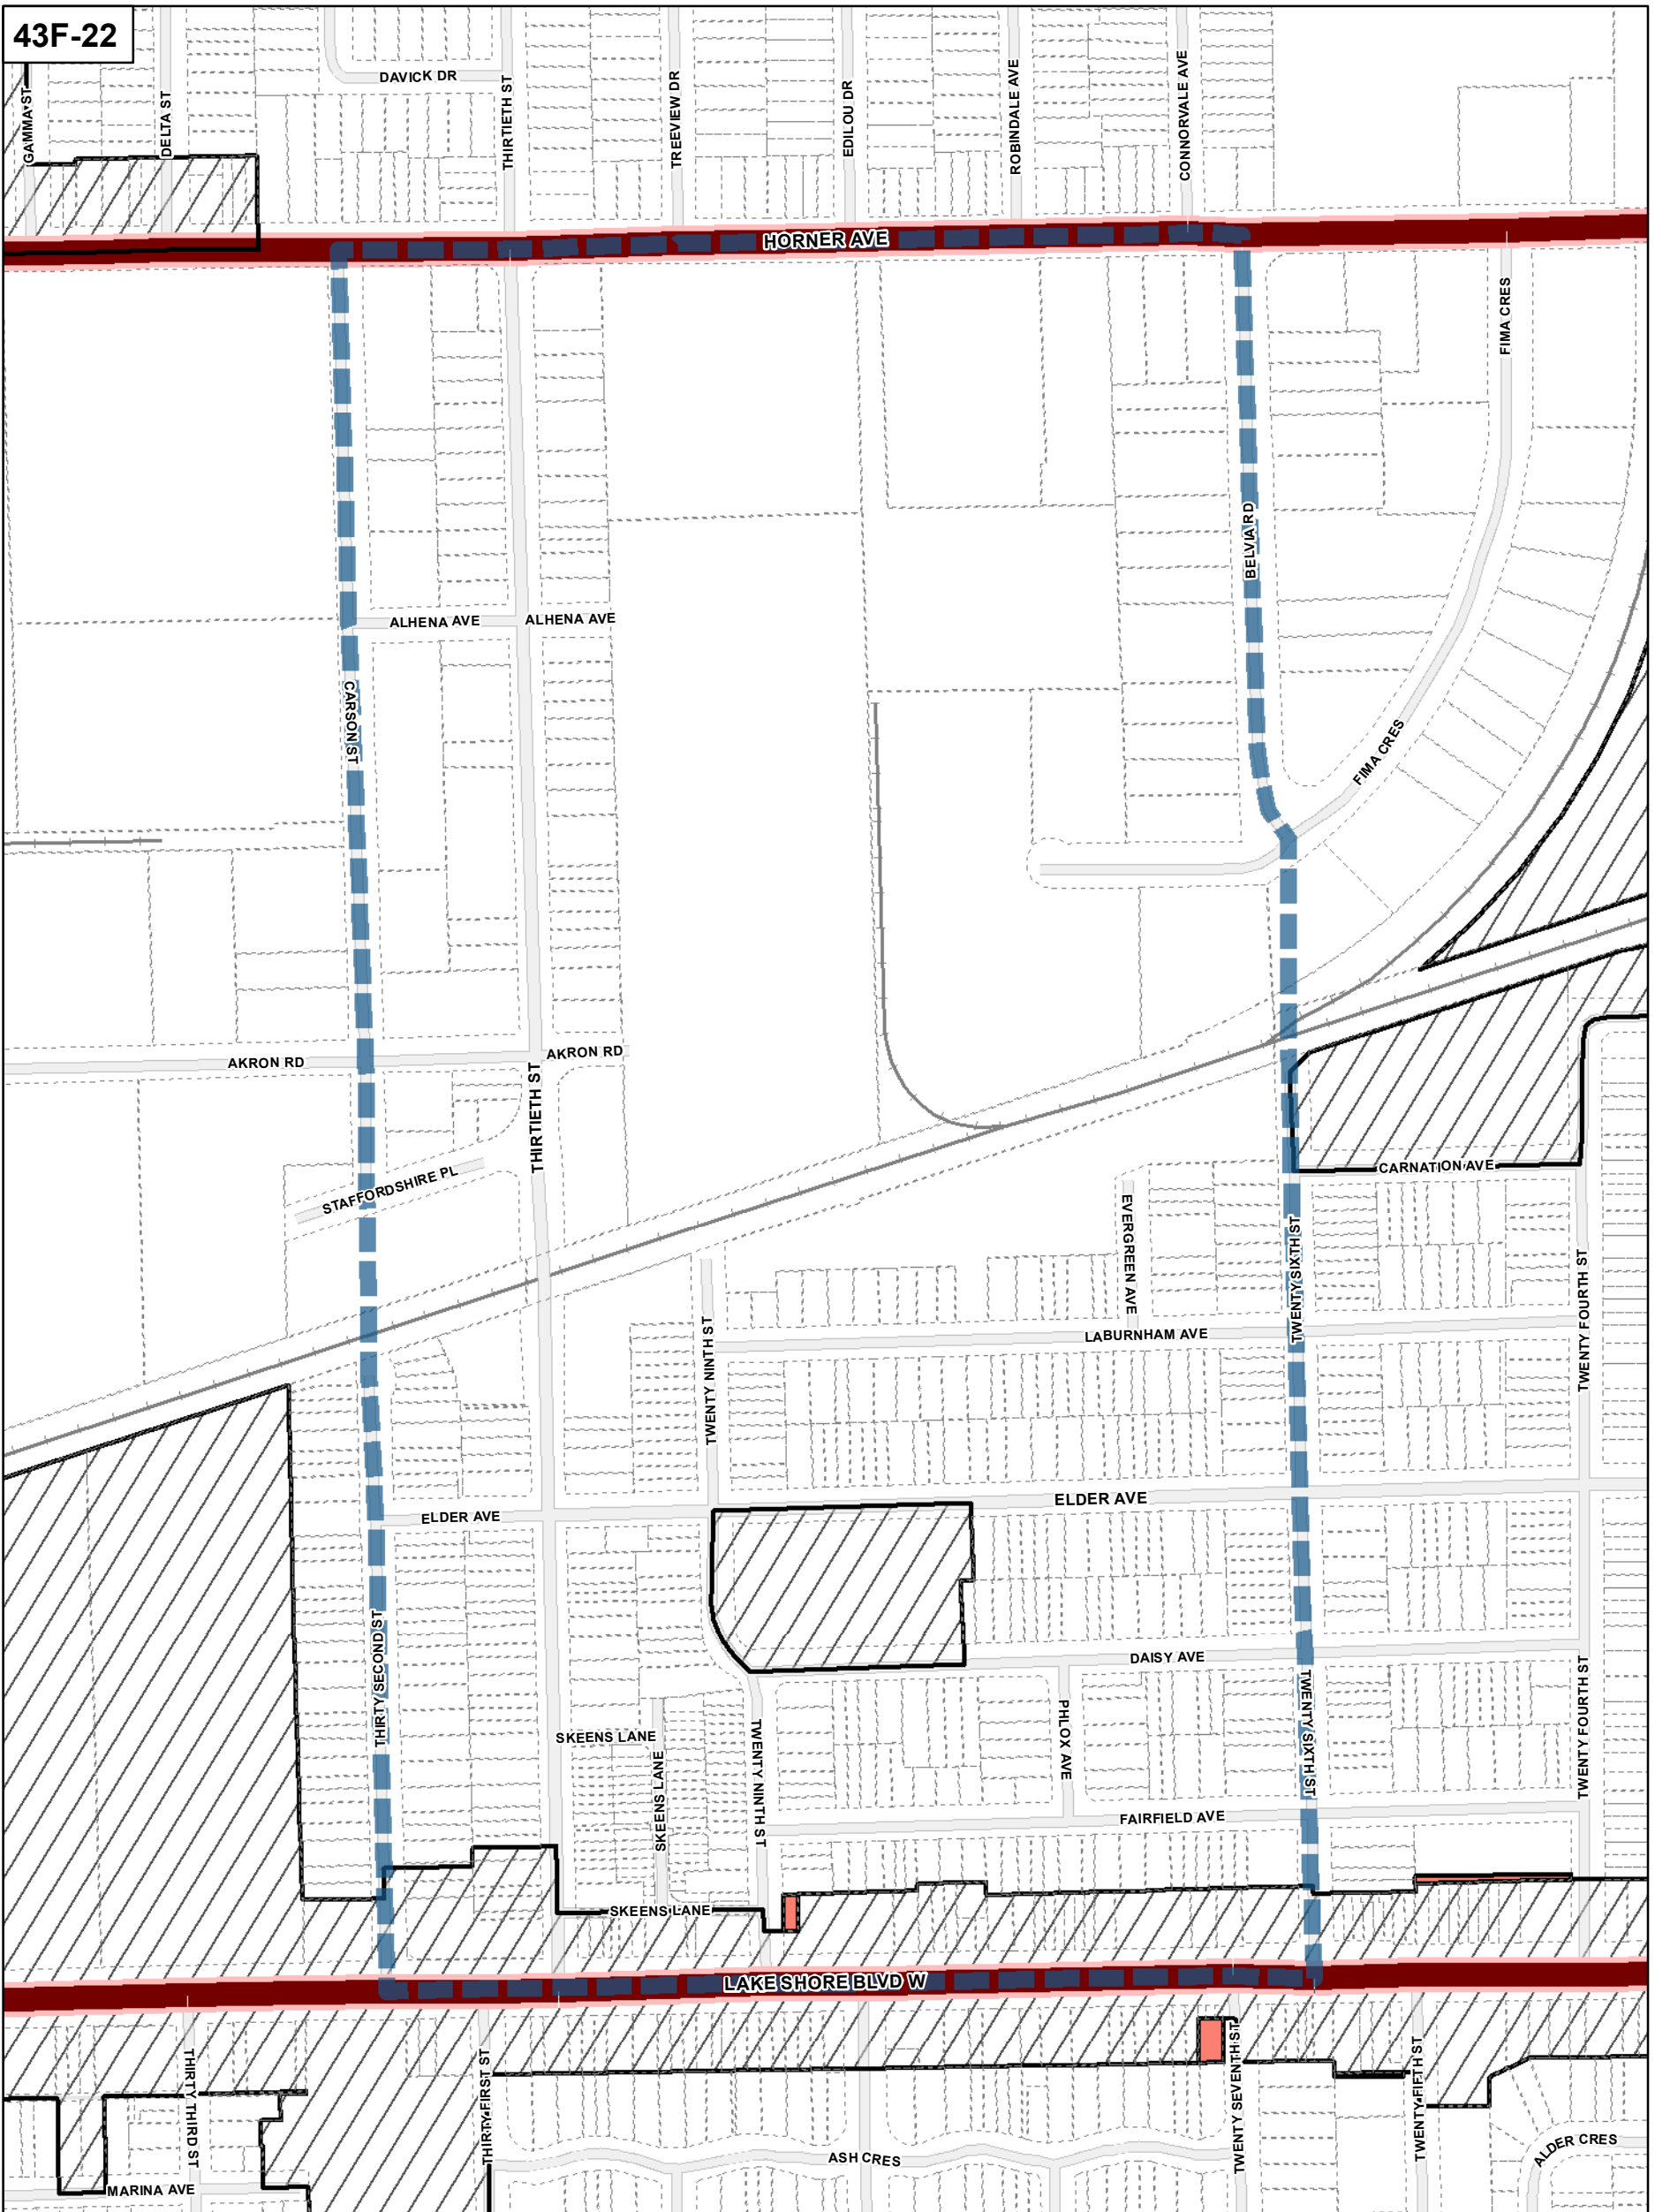 43F-22
DAVICK DR
GAMMA ST
DELTA ST
THIRTIETH ST
TREEVIEW DR
EDILOU DR
ROBINDALE AVE
CONNORVALE AVE
HORNER AVE
FIMA CRES
BELVIA RD
ALHENA AVE
ALHENA AVE
CARSON ST
FIMA CRES
AKRON RD
AKRON RD
THIRTIETH ST
STAFFORDSHIRE PL
CARNATION AVE
EVERGREEN AVE
TWENTY SIXTH ST
TWENTY FOURTH ST
LABURNHAM AVE
TWENTY NINTH ST
ELDER AVE
ELDER AVE
THIRTY SECOND ST
DAISY AVE
TWENTY SIXTH ST
TWENTY FOURTH ST
PHLOX AVE
SKEENS LANE
SKEENS LANE
TWENTY NINTH ST
FAIRFIELD AVE
SKEENS LANE
LAKE SHORE BLVD W
THIRTY THIRD ST
THIRTY FIRST ST
TWENTY SEVENTH ST
TWENTY FIFTH ST
ASH CRES
ALDER CRES
MARINA AVE